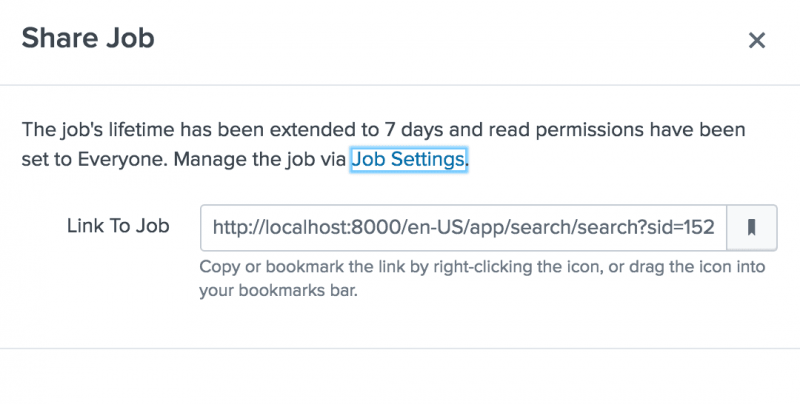 Share Job
The job's lifetime has been extended to 7 days and read permissions have been
set to Everyone. Manage the job via Job Settings.
Link To Job
http://localhost:8000/en-US/app/search/search?sid=152
Copy or bookmark the link by right-clicking the icon, or drag the icon into
your bookmarks bar.